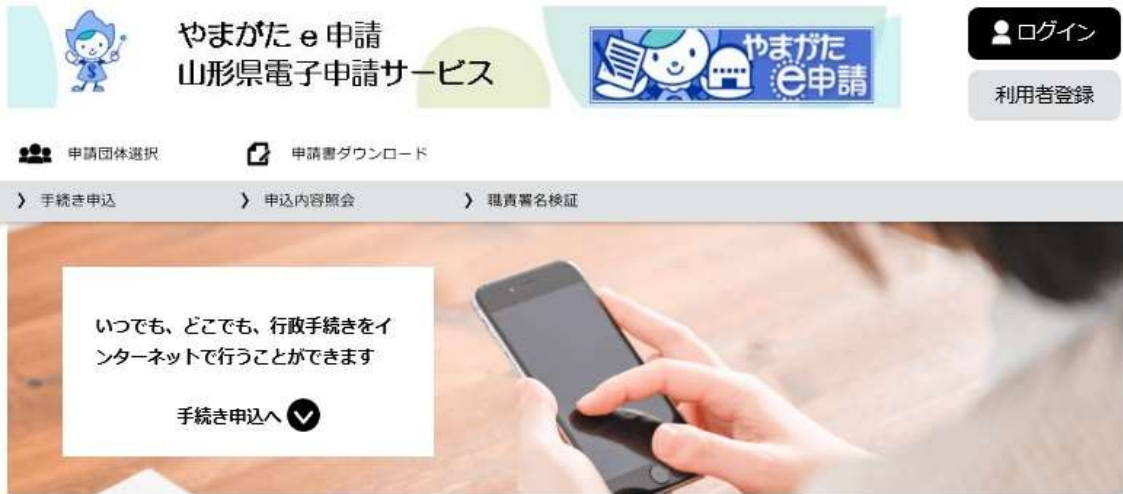 やまがた e 申請
山形県電子申請サービス
やまがた
e申請
ログイン
利用者登録
申請団体選択
申請書ダウンロード
手続き申込
申込内容照会
職責署名検証
いつでも、どこでも、行政手続きをイ
ンターネットで行うことができます
手続き申込へ